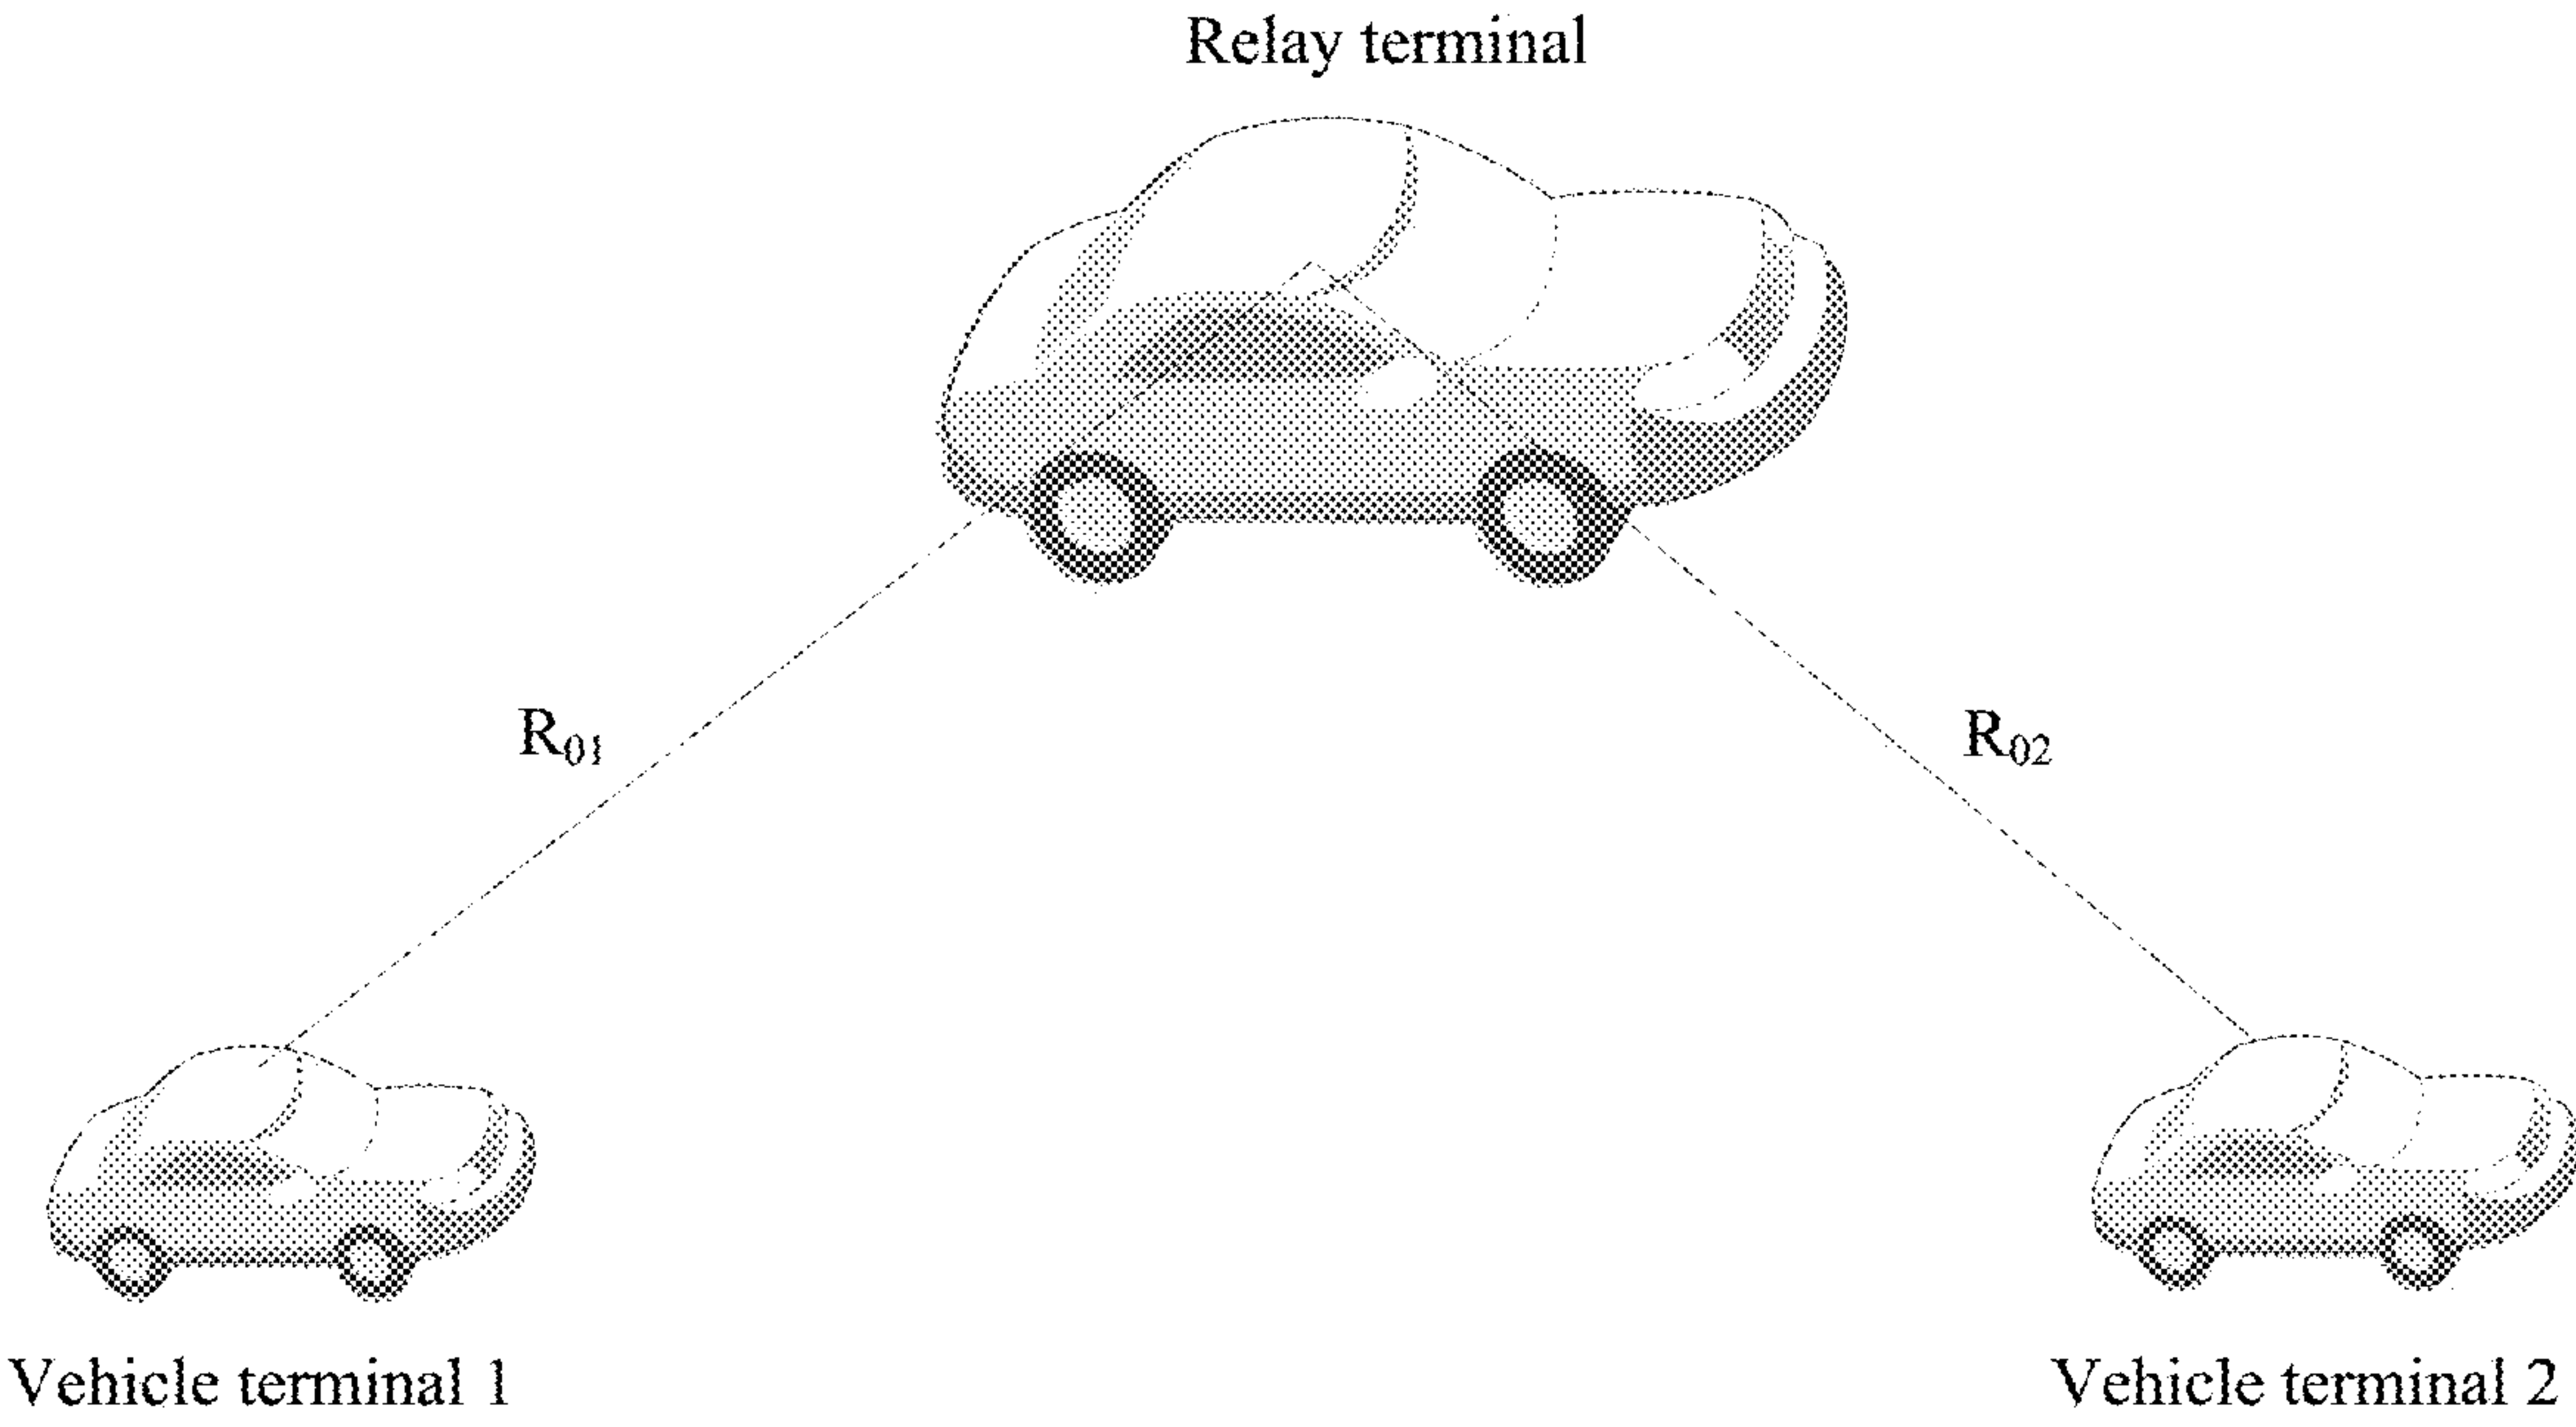 Relay terminal
R₀₁
R₀₂
Vehicle terminal 1
Vehicle terminal 2